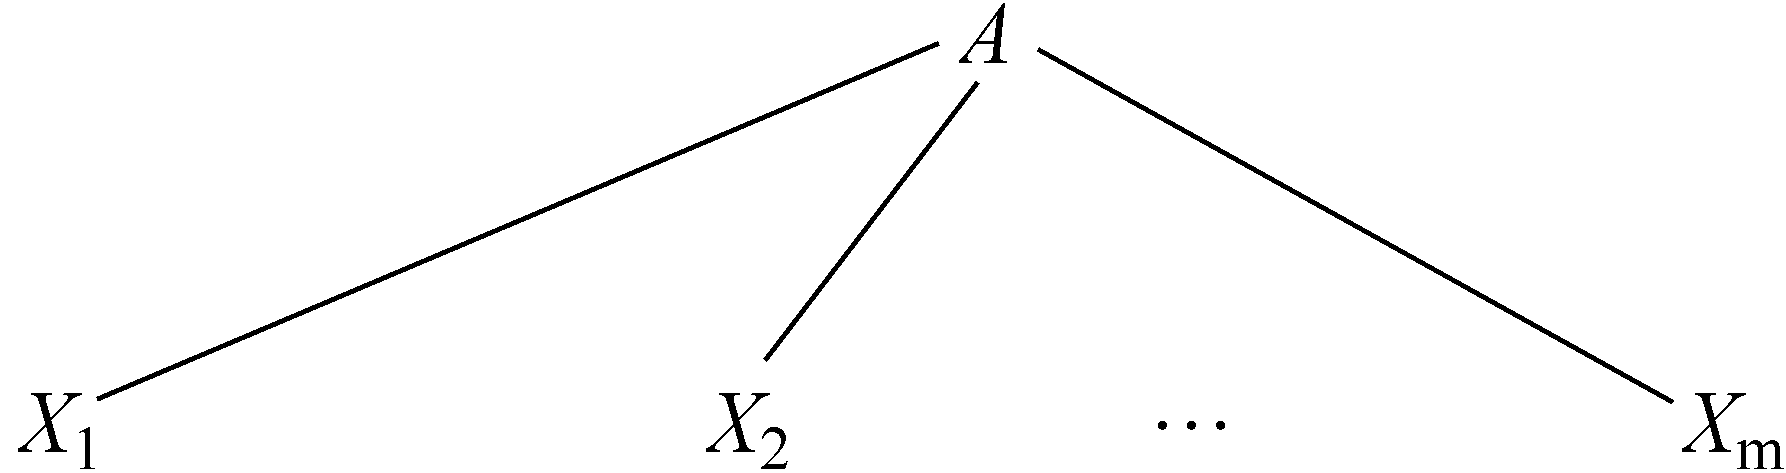 A
X₁ X₂ … Xₘ